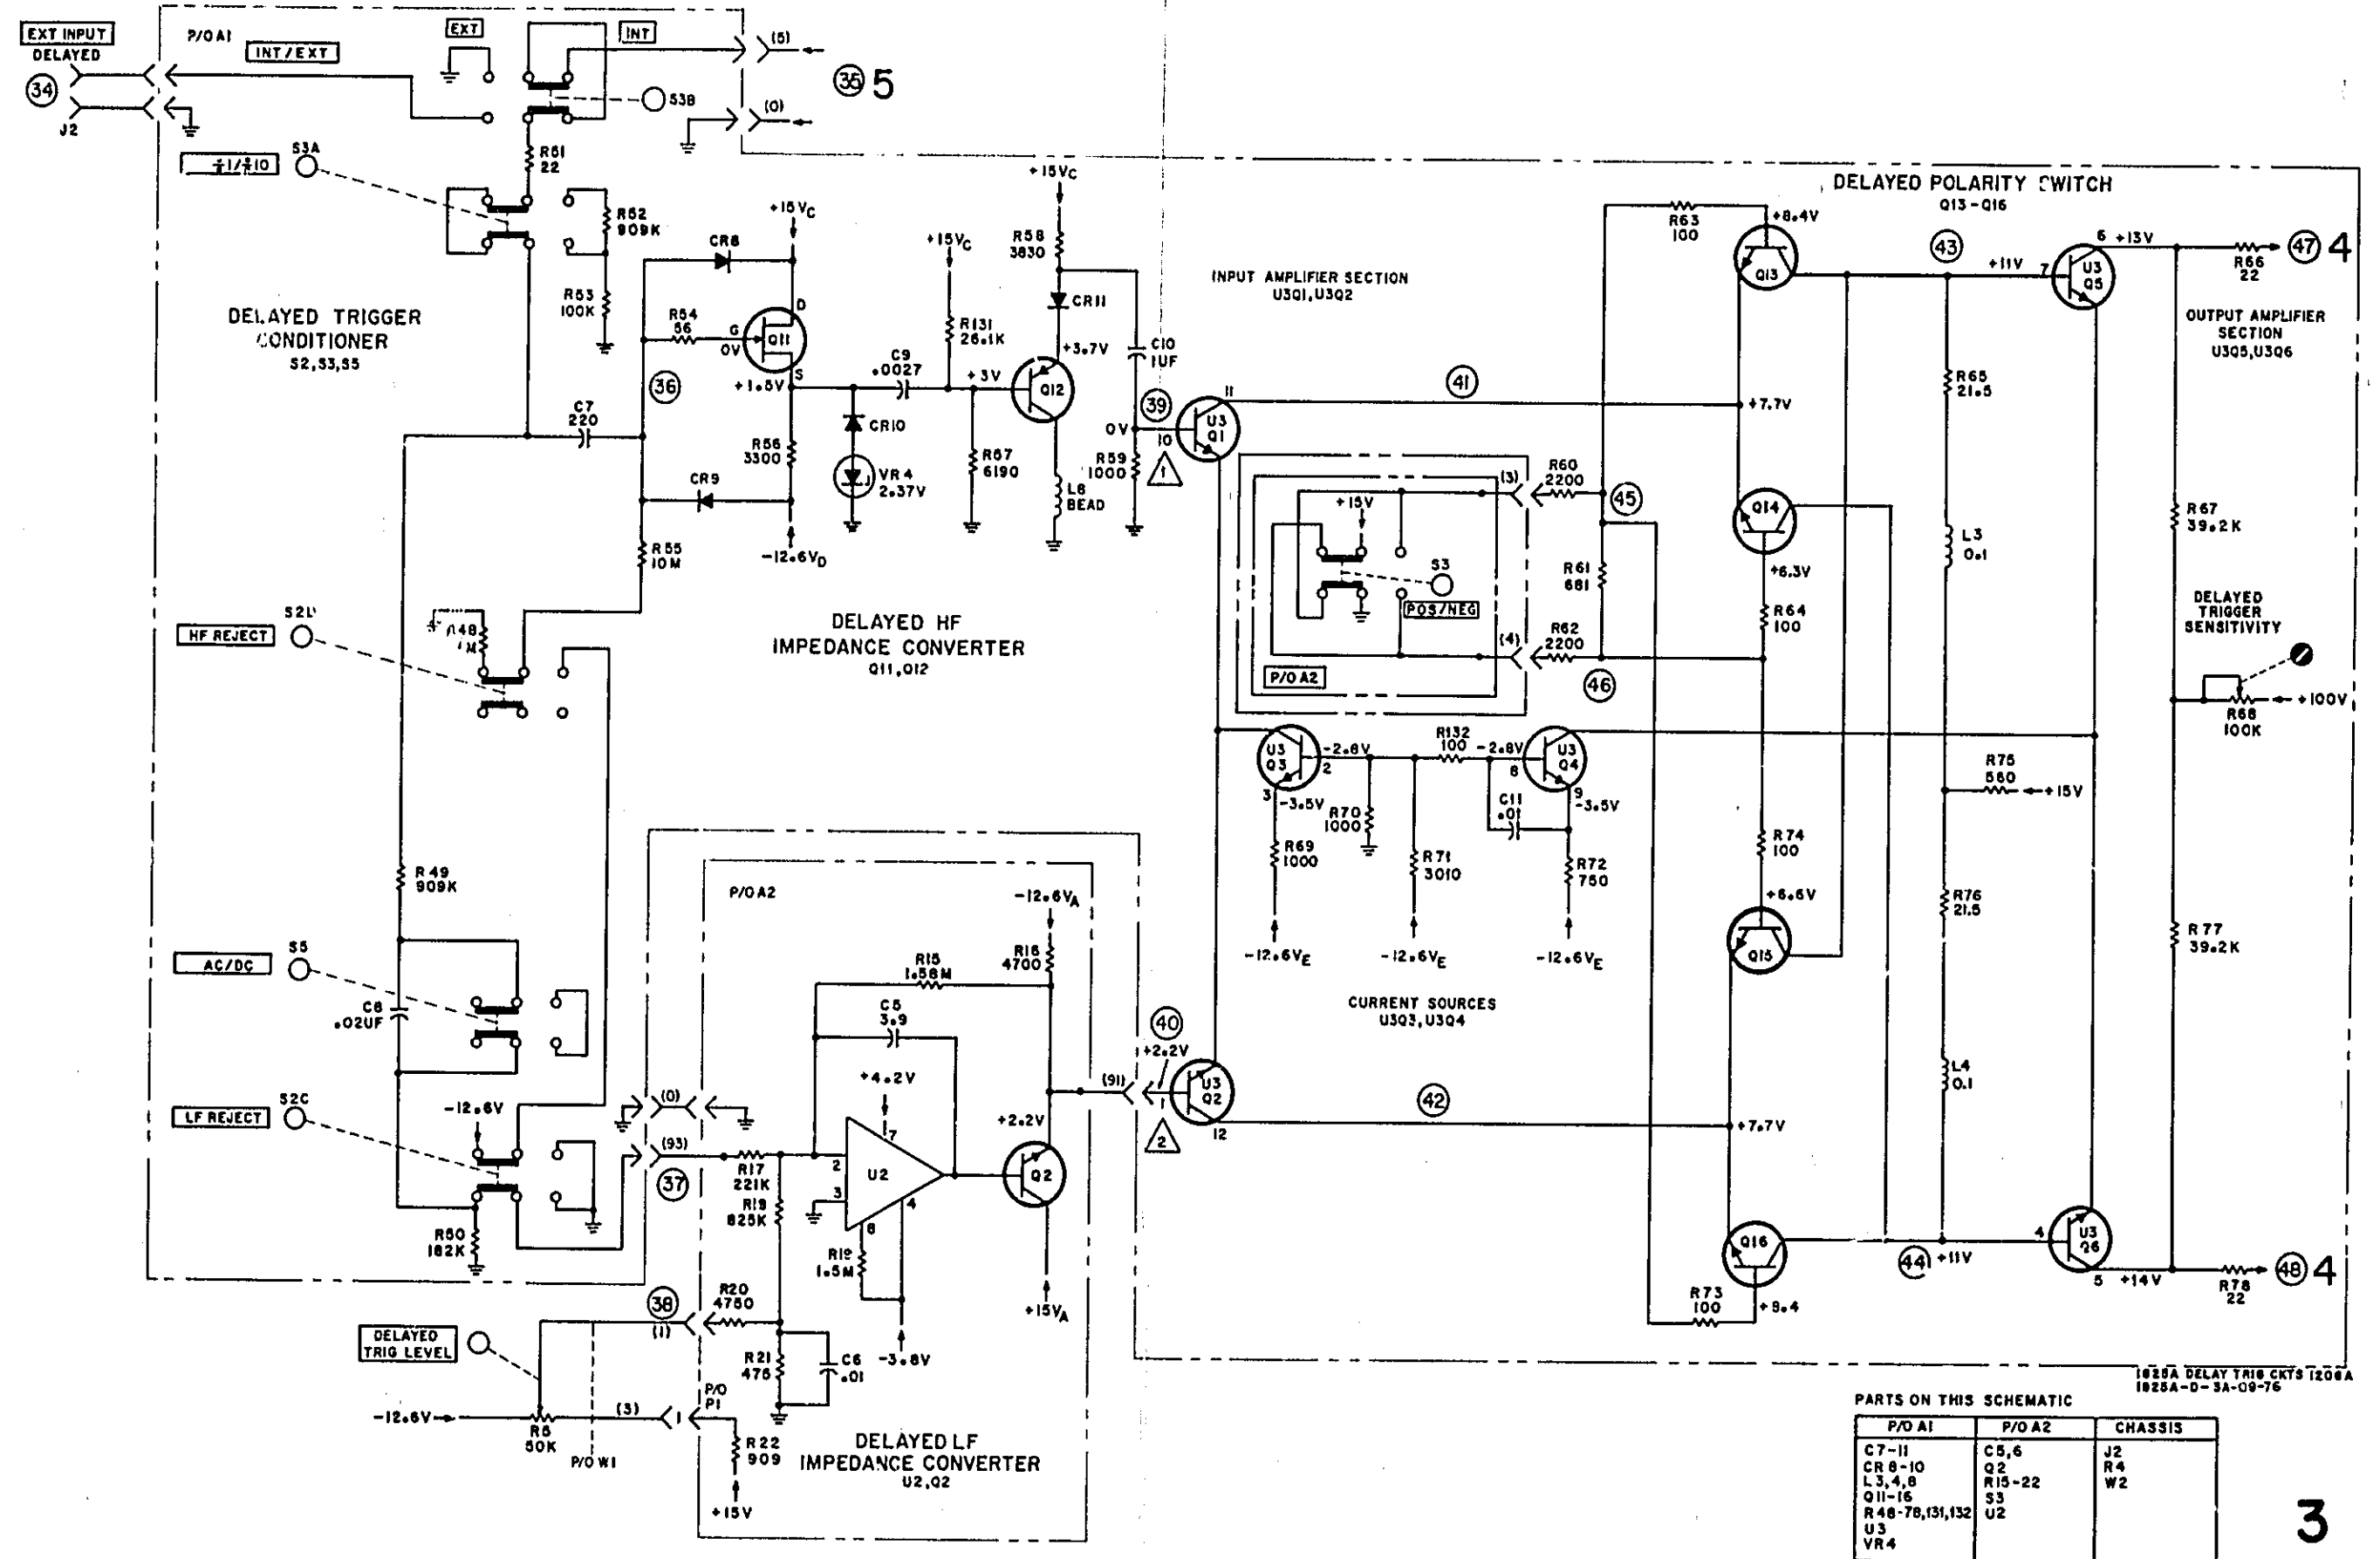 EXT INPUT
DELAYED
34
J2
P/O A1
INT/EXT
EXT
INT
(5)
35 5
(0)
S3B
÷1/÷10
S3A
R51
22
R52
909K
R53
100K
DELAYED TRIGGER
CONDITIONER
S2,S3,S5
C7
220
36
CR8
R54
56
G
0V
Q11
D
S
+15VC
+1.5V
R56
3300
CR9
-12.6VD
R55
10M
C9
.0027
CR10
VR4
2.37V
+15VC
R131
26.1K
+3V
R57
6190
+15VC
R58
3830
CR11
+3.7V
Q12
L8
BEAD
C10
1UF
39
0V
10
1
R59
1000
DELAYED HF
IMPEDANCE CONVERTER
Q11,Q12
HF REJECT
R49
909K
AC/DC
S5
C8
.02UF
LF REJECT
S2C
-12.6V
R50
182K
(0)
(93)
37
P/O A2
R17
221K
R19
825K
R15
1.58M
C5
3.9
+4.2V
7
2
3
U2
4
8
1.5M
-3.8V
-12.6VA
R16
4700
+2.2V
Q2
+15VA
38
(1)
R20
4750
R21
475
C6
.01
DELAYED
TRIG LEVEL
-12.6V
50K
P/O W1
(3)
P/O
P1
R22
909
+15V
DELAYED LF
IMPEDANCE CONVERTER
U2,Q2
(91)
40
+2.2V
1
2
U3
Q2
12
INPUT AMPLIFIER SECTION
U3Q1,U3Q2
11
U3
Q1
41
42
+15V
S3
POS/NEG
P/O A2
(3)
(4)
R60
2200
R61
681
R62
2200
45
46
U3
Q3
-2.8V
2
3
-3.5V
R132
100
-2.8V
8
U3
Q4
9
-3.5V
C11
.01
R69
1000
R70
1000
R71
3010
R72
750
-12.6VE
-12.6VE
-12.6VE
CURRENT SOURCES
U3Q3,U3Q4
DELAYED POLARITY SWITCH
Q13-Q16
R63
100
+8.4V
Q13
+7.7V
Q14
+6.3V
R64
100
R74
100
+6.6V
Q15
+7.7V
Q16
R73
100
43
+11V
7
R65
21.5
L3
0.1
R75
560
+15V
R76
21.5
L4
0.1
44
+11V
4
U3
Q5
6
+13V
R66
22
47 4
OUTPUT AMPLIFIER
SECTION
U3Q5,U3Q6
R67
39.2K
DELAYED
TRIGGER
SENSITIVITY
R68
100K
+100V
R77
39.2K
U3
5
+14V
R78
22
48 4
PARTS ON THIS SCHEMATIC
P/O A1 P/O A2 CHASSIS
C7-11 C5,6 J2
CR8-10 Q2 R4
L3,4,8 R15-22 W2
Q11-16 S3
R48-78,131,132 U2
U3
VR4
3